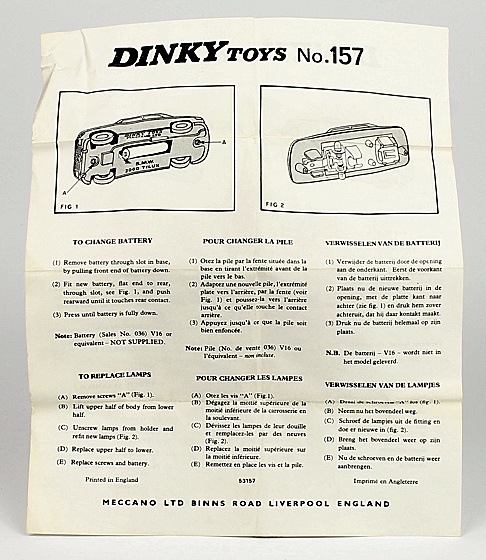 DINKY TOYS No.157
A
A
B.M.W.
2000 TILUX
FIG 1
FIG 2
TO CHANGE BATTERY
(1) Remove battery through slot in base,
by pulling front end of battery down.
(2) Fit new battery, flat end to rear,
through slot, see Fig. 1, and push
rearward until it touches rear contact.
(3) Press until battery is fully down.
Note: Battery (Sales No. 036) V16 or
equivalent – NOT SUPPLIED.
TO REPLACE LAMPS
(A) Remove screws "A" (Fig. 1).
(B) Lift upper half of body from lower
half.
(C) Unscrew lamps from holder and
refit new lamps (Fig. 2).
(D) Replace upper half to lower.
(E) Replace screws and battery.
Printed in England
POUR CHANGER LA PILE
(1) Otez la pile par la fente située dans la
base en tirant l'extrémité avant de la
pile vers le bas.
(2) Adaptez une nouvelle pile, l'extrémité
plate vers l'arrière, par la fente (voir
Fig. 1) et poussez-la vers l'arrière
jusqu'à ce qu'elle touche le contact
arrière.
(3) Appuyez jusqu'à ce que la pile soit
bien enfoncée.
Note: Pile (No. de vente 036) V16 ou
l'équivalent – non incluse.
POUR CHANGER LES LAMPES
(A) Otez les vis "A" (Fig.1).
(B) Dégagez la moitié supérieure de la
moitié inférieure de la carrosserie en
la soulevant.
(C) Dévissez les lampes de leur douille
et remplacez-les par des neuves
(Fig. 2).
(D) Replacez la moitié supérieure sur
la moitié inférieure.
(E) Remettez en place les vis et la pile.
53157
VERWISSELEN VAN DE BATTERIJ
(1) Verwijder de batterij door de opening
aan de onderkant. Eerst de voorkant
van de batterij uittrekken.
(2) Plaats nu de nieuwe batterij in de
opening, met de platte kant naar
achter (zie fig. 1) en druk hem zover
achteruit, dat hij daar kontakt maakt.
(3) Druk nu de batterij helemaal op zijn
plaats.
N.B. De batterij – V16 – wordt niet in
het model geleverd.
VERWISSELEN VAN DE LAMPJES
(A) Draai de schroeven "A" los (fig. 1).
(B) Neem nu het bovendeel weg.
(C) Schroef de lampjes uit de fitting en
doe er nieuwe in (fig. 2).
(D) Breng het bovendeel weer op zijn
plaats.
(E) Nu de schroeven en de batterij weer
aanbrengen.
Imprimé en Angleterre
MECCANO LTD BINNS ROAD LIVERPOOL ENGLAND